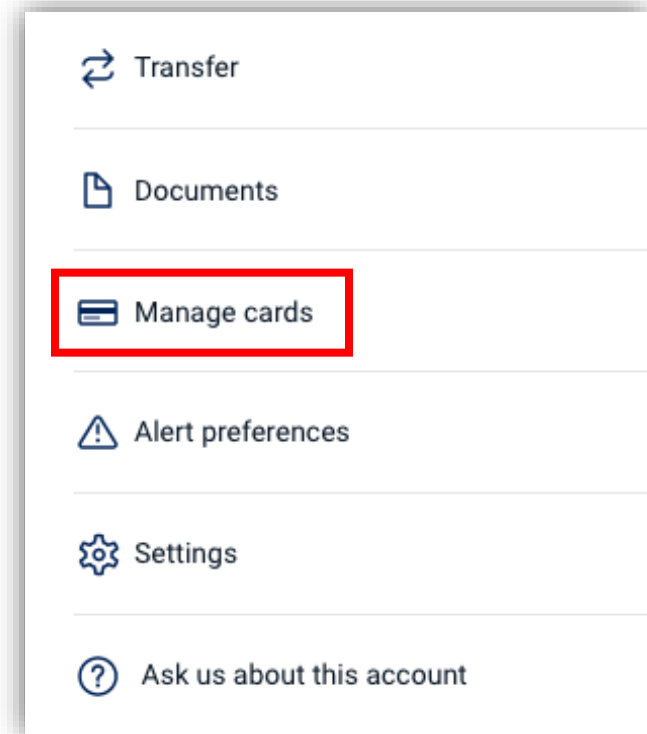 Transfer
Documents
Manage cards
Alert preferences
Settings
Ask us about this account